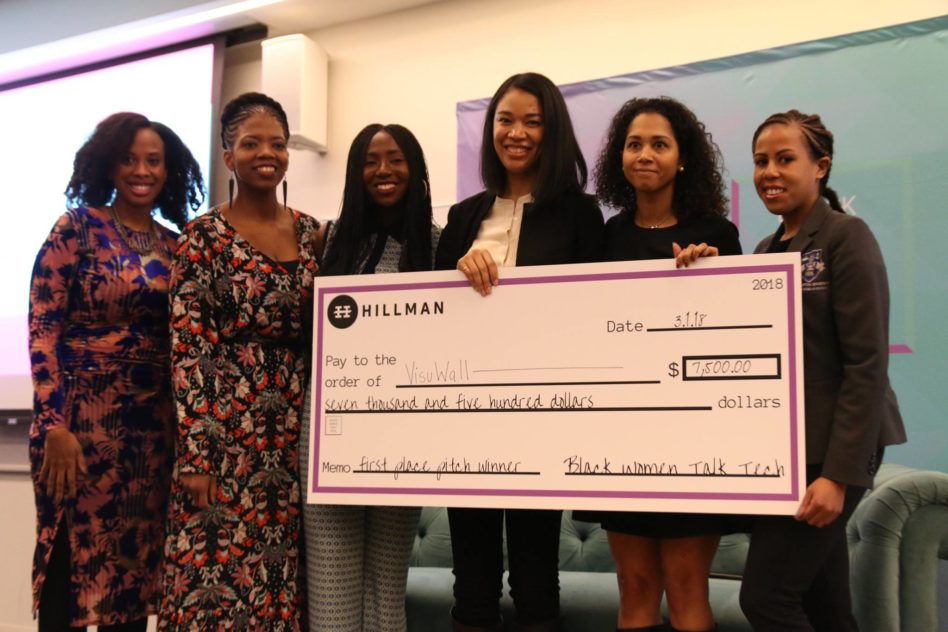 2018
HILLMAN
Date 3.1.18
Pay to the
order of VisuWall $ 7,500.00
seven thousand and five hundred dollars dollars
Memo first place pitch winner Black women Talk Tech